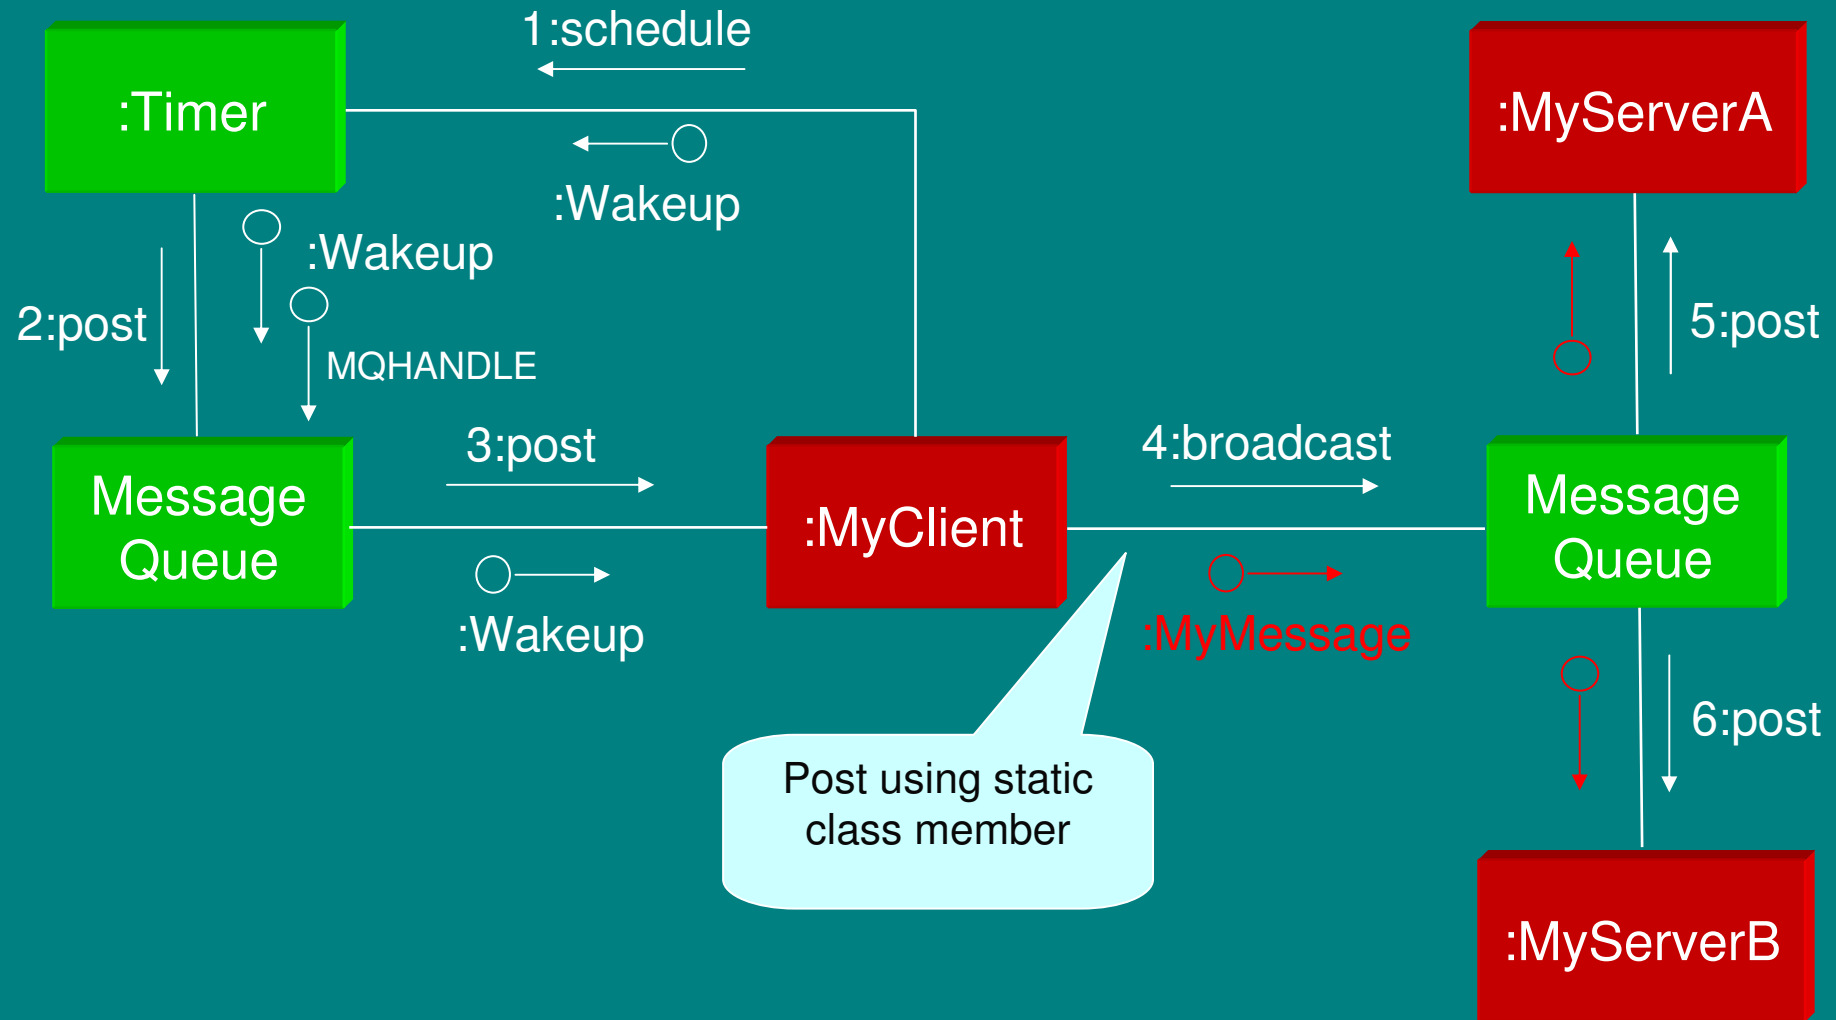 1:schedule
:Timer
:MyServerA
:Wakeup
:Wakeup
2:post
5:post
MQHANDLE
3:post
4:broadcast
Message
Queue
:MyClient
Message
Queue
:Wakeup
:MyMessage
6:post
Post using static
class member
:MyServerB